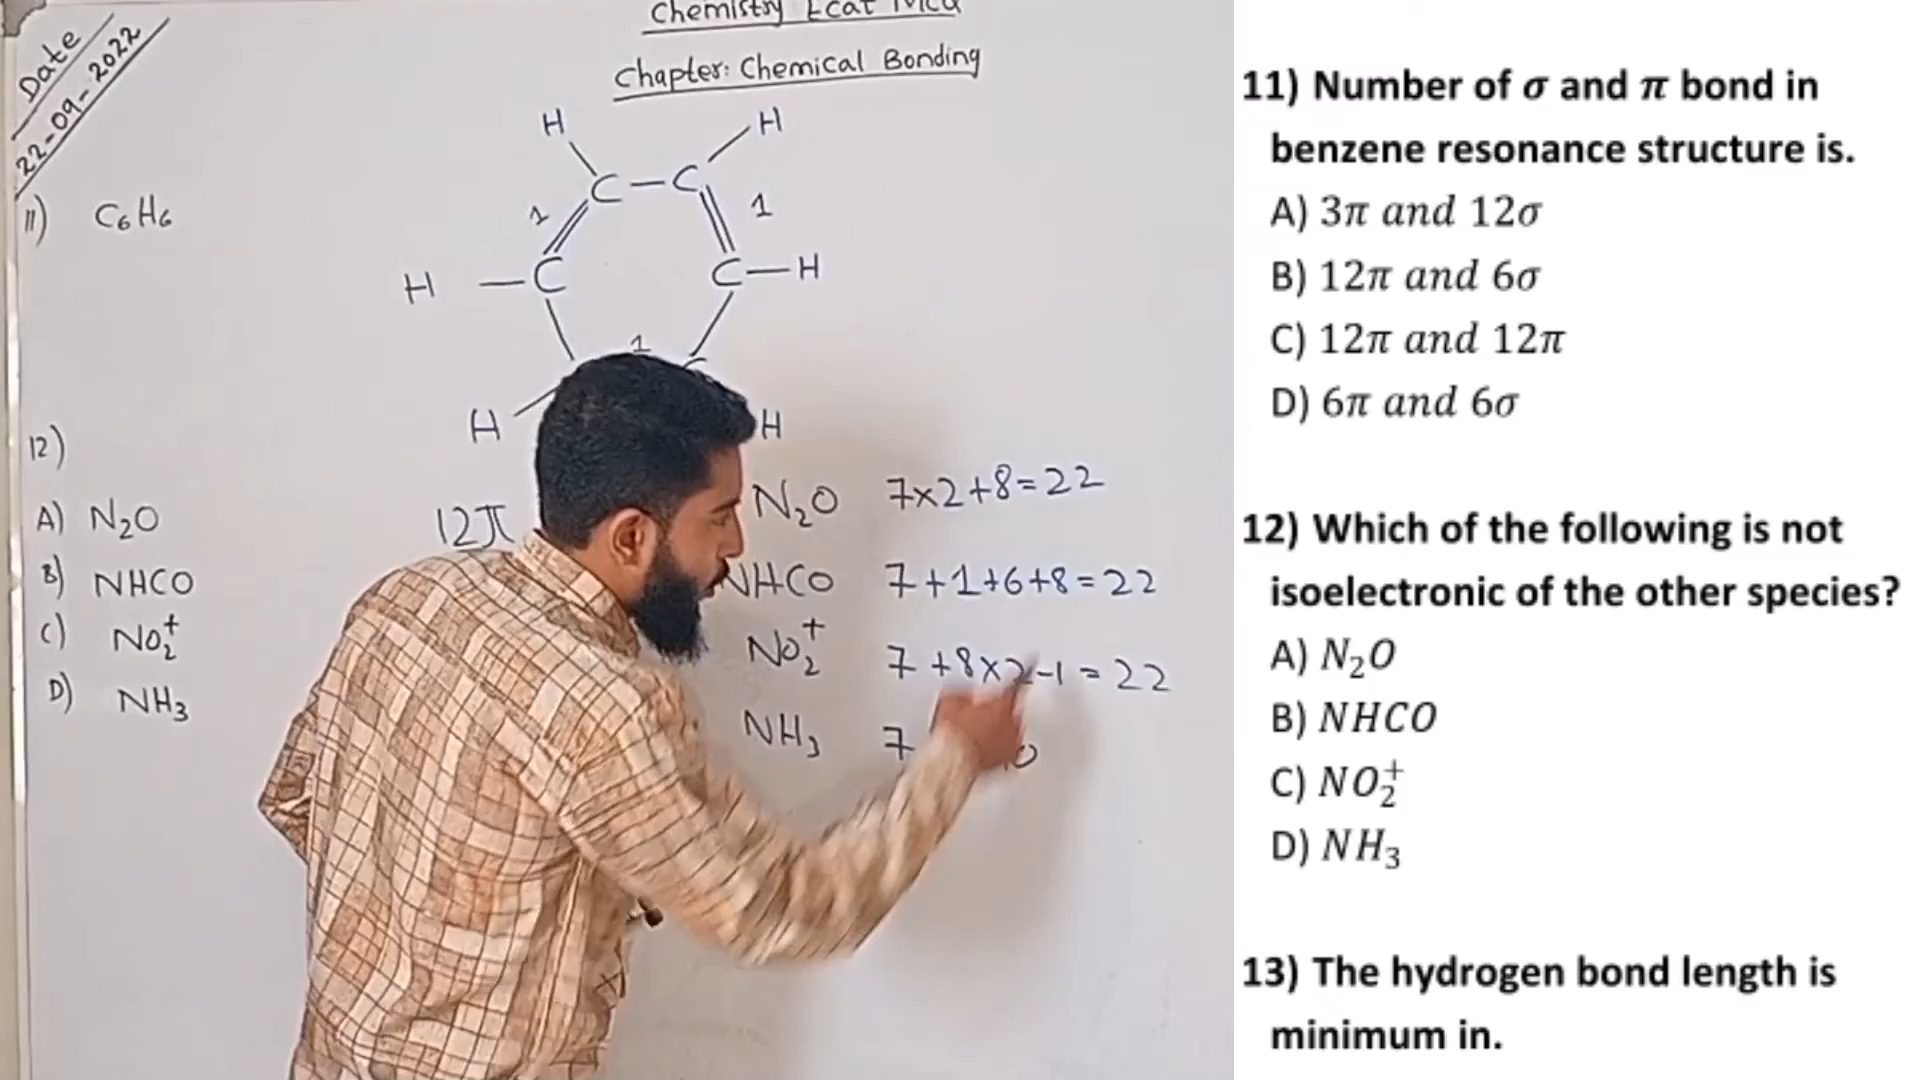 Chemistry Ecat Mcq
Chapter: Chemical Bonding
Date
22-09-2022
11) C₆H₆
H H
C—C
1 1
H —C C—H
1
H H
12)
A) N₂O
B) NHCO
C) NO₂⁺
D) NH₃
12π
N₂O 7x2+8=22
NHCO 7+1+6+8=22
NO₂⁺ 7+8x2-1=22
NH₃ 7
11) Number of σ and π bond in
benzene resonance structure is.
A) 3π and 12σ
B) 12π and 6σ
C) 12π and 12π
D) 6π and 6σ
12) Which of the following is not
isoelectronic of the other species?
A) N₂O
B) NHCO
C) NO₂⁺
D) NH₃
13) The hydrogen bond length is
minimum in.